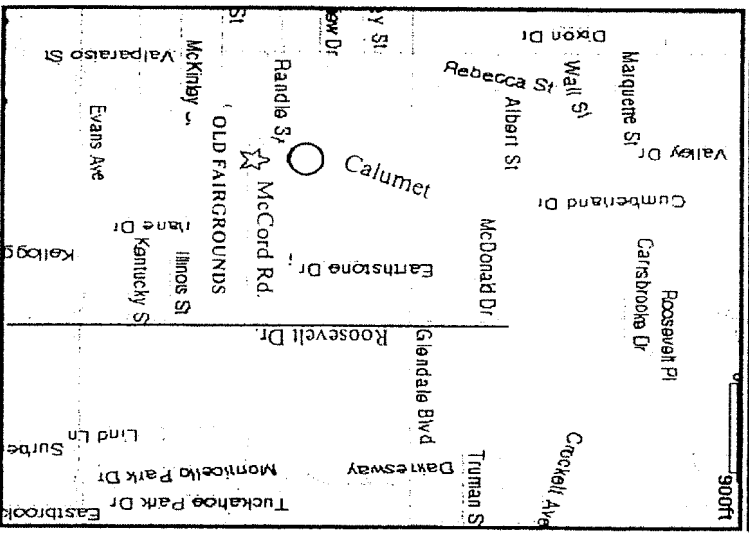 St
ow Dr
y St
Dixon Dr
Valparaiso St
McKinley S
Randle St
Rebecca St
Wall St
Marquette St
Evans Ave
OLD FAIRGROUNDS
Albert St
Valley Dr
Calumet
McCord Rd.
Cumberland Dr
Kellogg
Kentucky S
Illinois St
Earthstone Dr
McDonald Dr
Carisbrooke Dr
Roosevelt Pl
Roosevelt Dr.
Glendale Blvd
Surbe
Lind Ln
Monticello Park Dr
Tuckahoe Park Dr
Eastbrook
Truman S
Crockett Ave
900ft